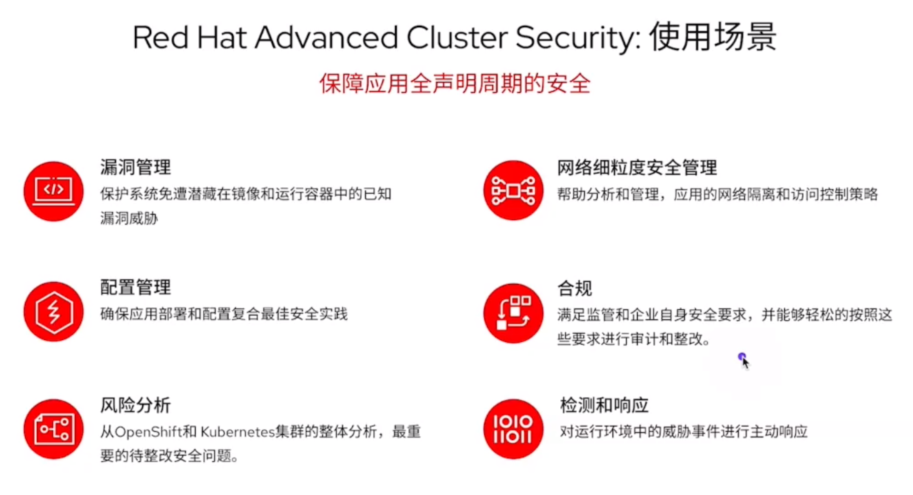 Red Hat Advanced Cluster Security: 使用场景
保障应用全声明周期的安全
漏洞管理
保护系统免遭潜藏在镜像和运行容器中的已知
漏洞威胁
网络细粒度安全管理
帮助分析和管理，应用的网络隔离和访问控制策略
配置管理
确保应用部署和配置复合最佳安全实践
合规
满足监管和企业自身安全要求，并能够轻松的按照这
些要求进行审计和整改。
风险分析
从OpenShift和 Kubernetes集群的整体分析，最重
要的待整改安全问题。
检测和响应
对运行环境中的威胁事件进行主动响应
1010
11011